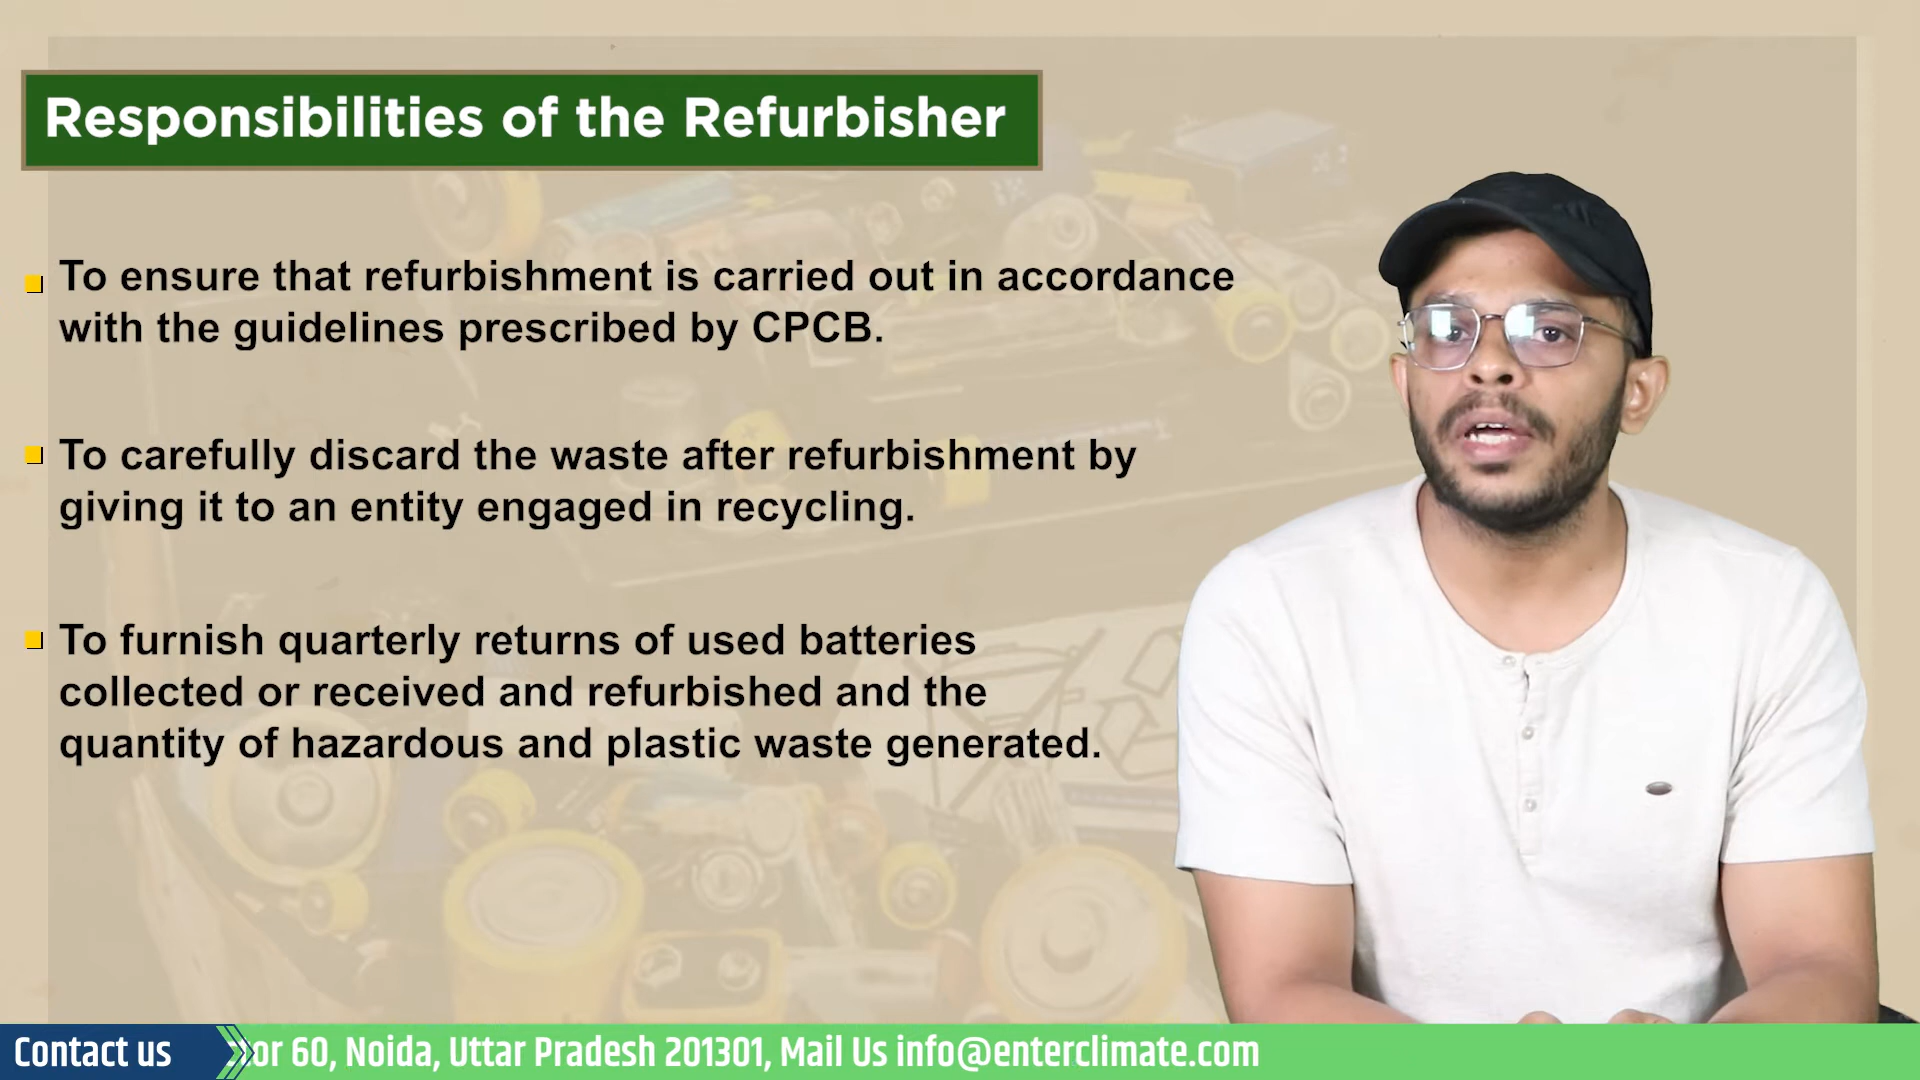 Responsibilities of the Refurbisher
To ensure that refurbishment is carried out in accordance
with the guidelines prescribed by CPCB.
To carefully discard the waste after refurbishment by
giving it to an entity engaged in recycling.
To furnish quarterly returns of used batteries
collected or received and refurbished and the
quantity of hazardous and plastic waste generated.
Contact us
or 60, Noida, Uttar Pradesh 201301, Mail Us info@enterclimate.com